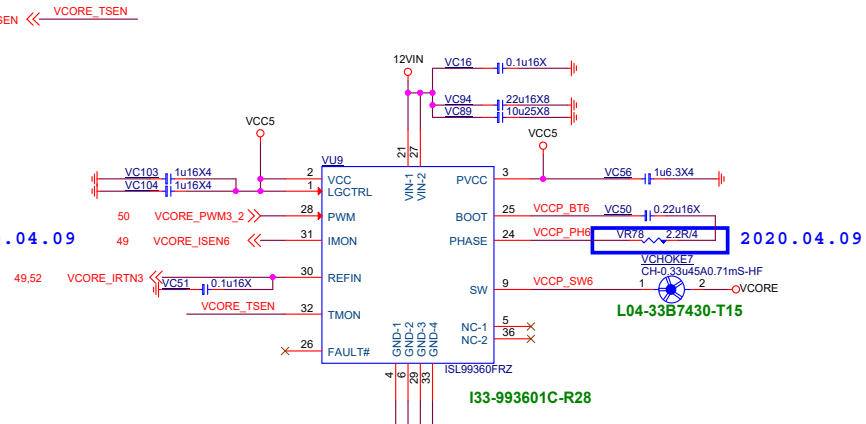 SEN VCORE_TSEN
12VIN
VC16 0.1u16X
VC94 22u16X8
VC89 10u25X8
VCC5
VCC5
VU9
21 27
VC103 1u16X4 2 VCC VIN-1 VIN-2 PVCC 3 VC56 1u6.3X4
VC104 1u16X4 1 LGCTRL
50 VCORE_PWM3_2 28 PWM BOOT 25 VCCP_BT6 VC50 0.22u16X
.04.09 49 VCORE_ISEN6 31 IMON PHASE 24 VCCP_PH6 VR78 2.2R/4 2020.04.09
VCHOKE7
CH-0.33u45A0.71mS-HF
49,52 VCORE_IRTN3 30 REFIN
VC51 0.1u16X SW 9 VCCP_SW6 1 2 VCORE
L04-33B7430-T15
VCORE_TSEN 32 TMON
NC-1 5
NC-2 36
26 FAULT# GND-1 GND-2 GND-3 GND-4
4 6 29 33
ISL99360FRZ
I33-993601C-R28